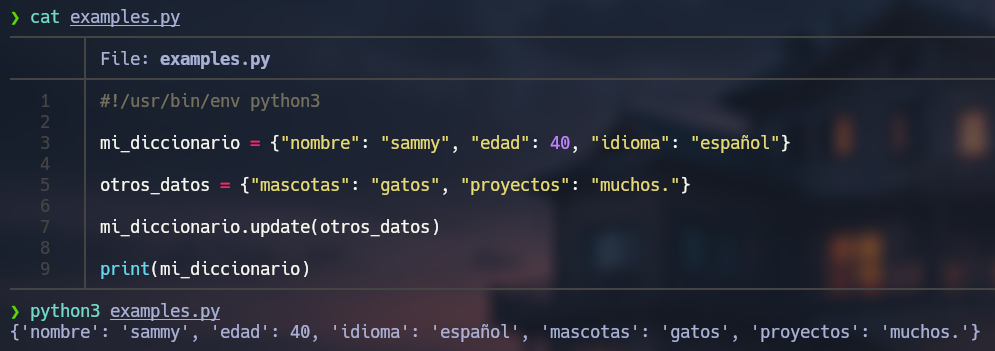 ❯ cat examples.py
File: examples.py
1 #!/usr/bin/env python3
2
3 mi_diccionario = {"nombre": "sammy", "edad": 40, "idioma": "español"}
4
5 otros_datos = {"mascotas": "gatos", "proyectos": "muchos."}
6
7 mi_diccionario.update(otros_datos)
8
9 print(mi_diccionario)
❯ python3 examples.py
{'nombre': 'sammy', 'edad': 40, 'idioma': 'español', 'mascotas': 'gatos', 'proyectos': 'muchos.'}